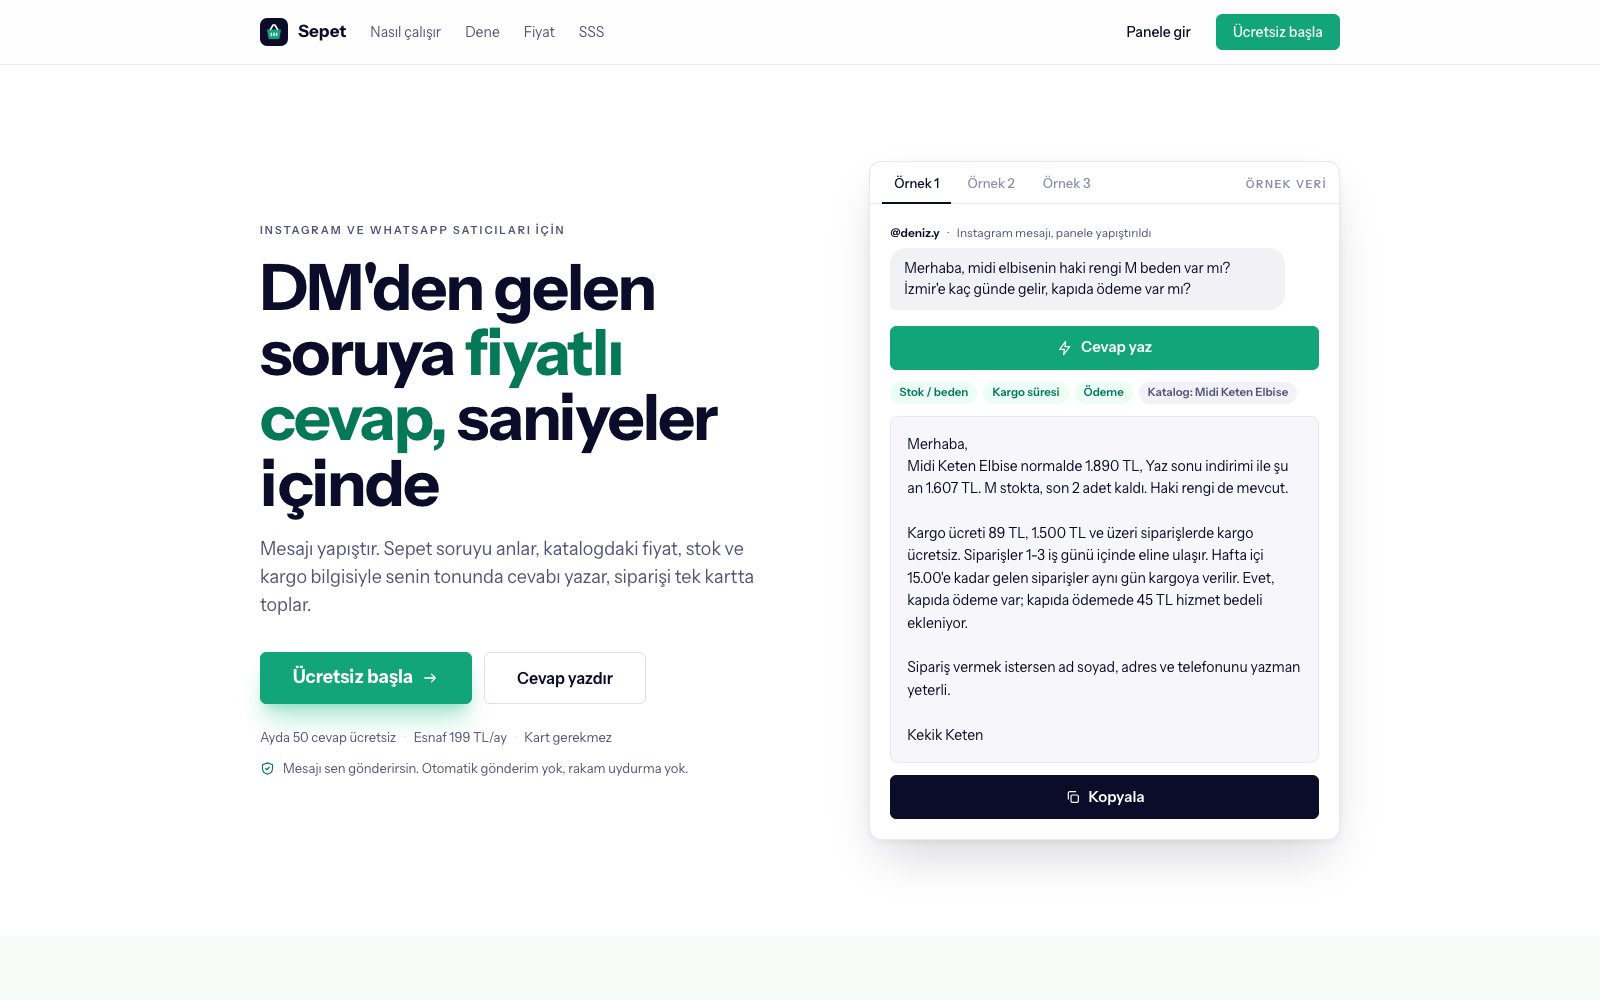 Sepet
Nasıl çalışır
Dene
Fiyat
SSS
Panele gir
Ücretsiz başla
INSTAGRAM VE WHATSAPP SATICILARI İÇİN
DM'den gelen
soruya fiyatlı
cevap, saniyeler
içinde
Mesajı yapıştır. Sepet soruyu anlar, katalogdaki fiyat, stok ve
kargo bilgisiyle senin tonunda cevabı yazar, siparişi tek kartta
toplar.
Ücretsiz başla →
Cevap yazdır
Ayda 50 cevap ücretsiz · Esnaf 199 TL/ay · Kart gerekmez
Mesajı sen gönderirsin. Otomatik gönderim yok, rakam uydurma yok.
Örnek 1
Örnek 2
Örnek 3
ÖRNEK VERİ
@deniz.y · Instagram mesajı, panele yapıştırıldı
Merhaba, midi elbisenin haki rengi M beden var mı?
İzmir'e kaç günde gelir, kapıda ödeme var mı?
Cevap yaz
Stok / beden
Kargo süresi
Ödeme
Katalog: Midi Keten Elbise
Merhaba,
Midi Keten Elbise normalde 1.890 TL, Yaz sonu indirimi ile şu
an 1.607 TL. M stokta, son 2 adet kaldı. Haki rengi de mevcut.
Kargo ücreti 89 TL, 1.500 TL ve üzeri siparişlerde kargo
ücretsiz. Siparişler 1-3 iş günü içinde eline ulaşır. Hafta içi
15.00'e kadar gelen siparişler aynı gün kargoya verilir. Evet,
kapıda ödeme var; kapıda ödemede 45 TL hizmet bedeli
ekleniyor.
Sipariş vermek istersen ad soyad, adres ve telefonunu yazman
yeterli.
Kekik Keten
Kopyala